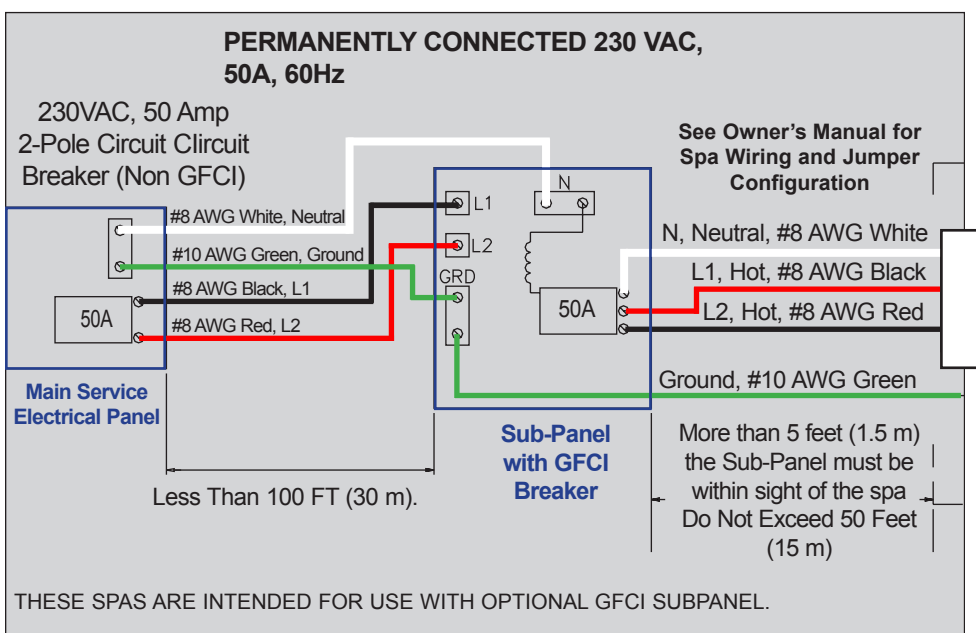 PERMANENTLY CONNECTED 230 VAC,
50A, 60Hz
230VAC, 50 Amp
2-Pole Circuit Clircuit
Breaker (Non GFCI)
See Owner's Manual for
Spa Wiring and Jumper
Configuration
#8 AWG White, Neutral
#10 AWG Green, Ground
#8 AWG Black, L1
#8 AWG Red, L2
50A
L1
L2
GRD
N
50A
N, Neutral, #8 AWG White
L1, Hot, #8 AWG Black
L2, Hot, #8 AWG Red
Ground, #10 AWG Green
Main Service
Electrical Panel
Sub-Panel
with GFCI
Breaker
Less Than 100 FT (30 m).
More than 5 feet (1.5 m)
the Sub-Panel must be
within sight of the spa
Do Not Exceed 50 Feet
(15 m)
THESE SPAS ARE INTENDED FOR USE WITH OPTIONAL GFCI SUBPANEL.